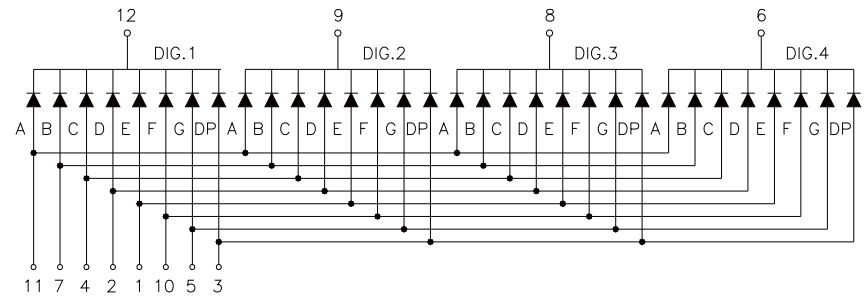 12 9 8 6
DIG.1 DIG.2 DIG.3 DIG.4
A B C D E F G DP A B C D E F G DP A B C D E F G DP A B C D E F G DP
11 7 4 2 1 10 5 3